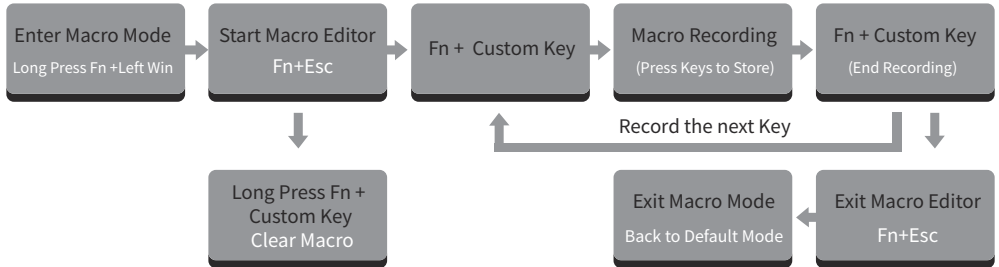 Enter Macro Mode
Long Press Fn +Left Win
Start Macro Editor
Fn+Esc
Fn + Custom Key
Macro Recording
(Press Keys to Store)
Fn + Custom Key
(End Recording)
Record the next Key
Long Press Fn +
Custom Key
Clear Macro
Exit Macro Mode
Back to Default Mode
Exit Macro Editor
Fn+Esc